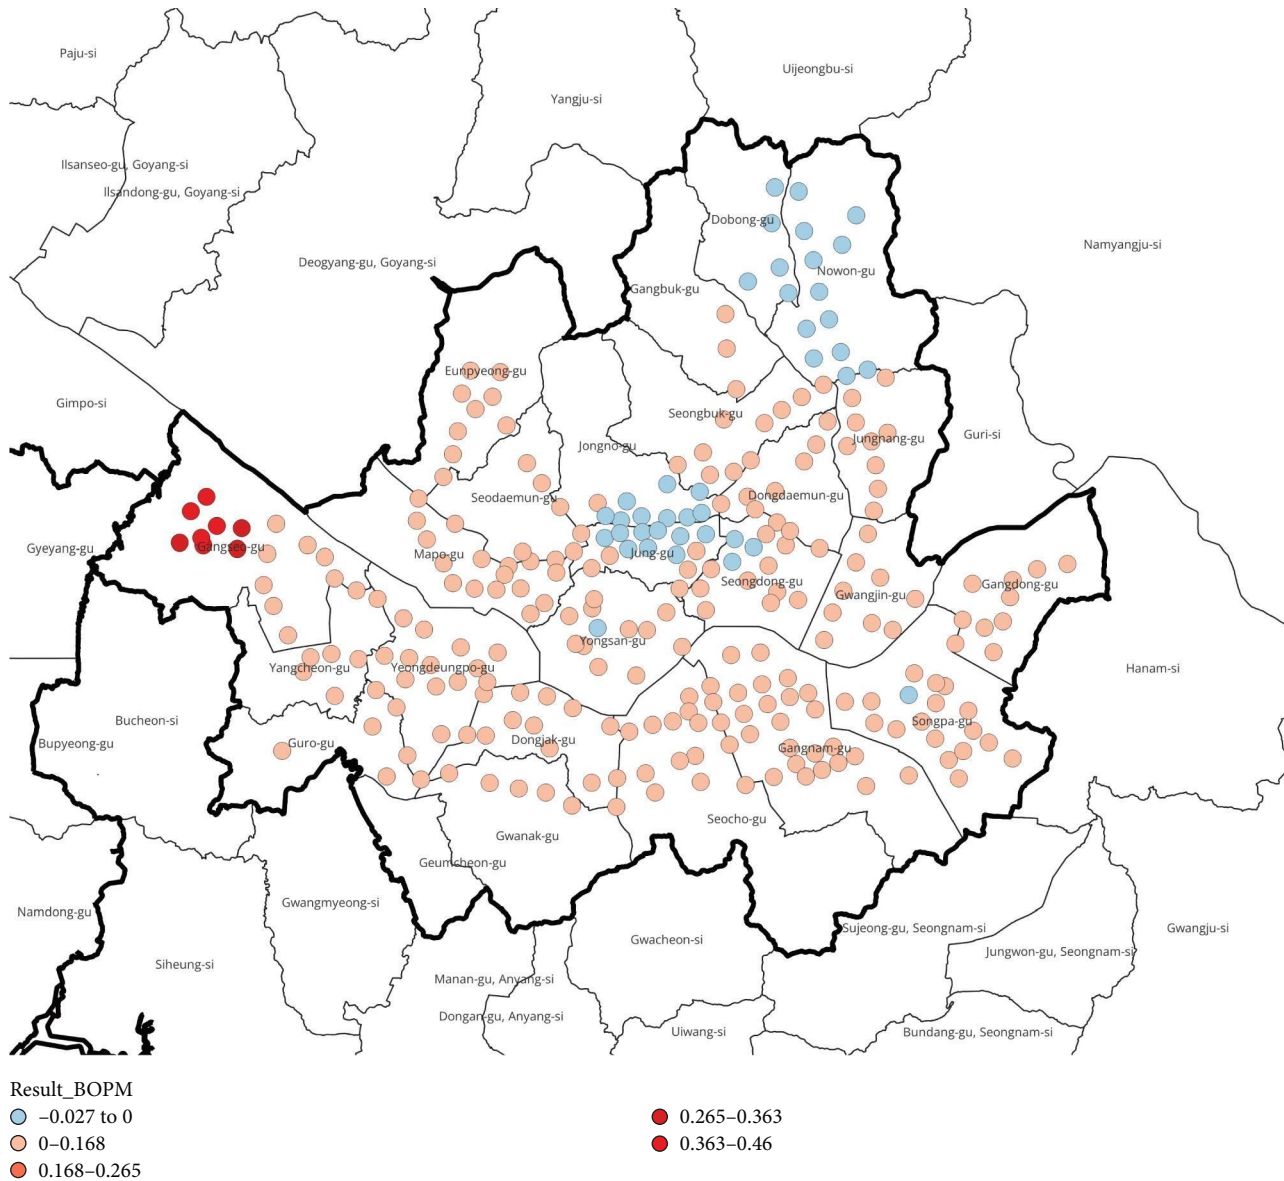 Paju-si
Uijeongbu-si
Yangju-si
Ilsanseo-gu, Goyang-si
Ilsandong-gu, Goyang-si
Dobong-gu
Namyangju-si
Deogyang-gu, Goyang-si
Nowon-gu
Gangbuk-gu
Eunpyeong-gu
Gimpo-si
Seongbuk-gu
Guri-si
Jungnang-gu
Jongno-gu
Seodaemun-gu
Dongdaemun-gu
Gyeyang-gu
Gangseo-gu
Mapo-gu
Jung-gu
Seongdong-gu
Gangdong-gu
Gwangjin-gu
Yongsan-gu
Yangcheon-gu
Yeongdeungpo-gu
Hanam-si
Bucheon-si
Songpa-gu
Bupyeong-gu
Guro-gu
Dongjak-gu
Gangnam-gu
Seocho-gu
Gwanak-gu
Geumcheon-gu
Gwangmyeong-si
Namdong-gu
Sujeong-gu, Seongnam-si
Gwangju-si
Gwacheon-si
Jungwon-gu, Seongnam-si
Siheung-si
Manan-gu, Anyang-si
Dongan-gu, Anyang-si
Uiwang-si
Bundang-gu, Seongnam-si
Result_BOPM
−0.027 to 0
0–0.168
0.168–0.265
0.265–0.363
0.363–0.46